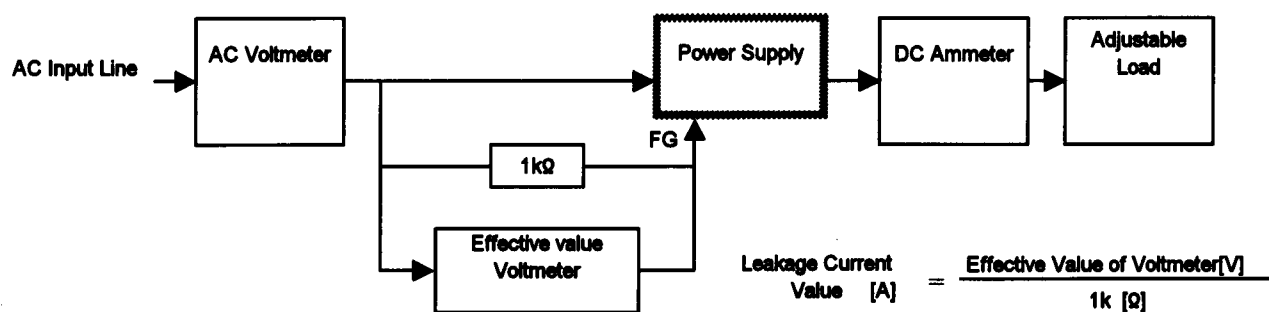 AC Input Line
AC Voltmeter
Power Supply
DC Ammeter
Adjustable
Load
FG
1kΩ
Effective value
Voltmeter
Leakage Current
Value [A]
=
Effective Value of Voltmeter[V]
1k [Ω]